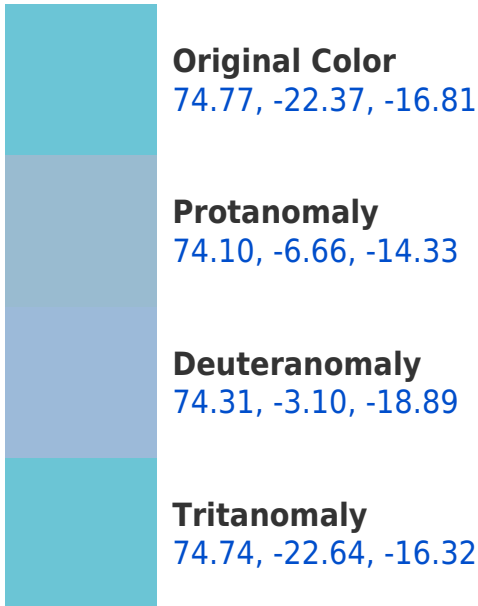 Original Color
74.77, -22.37, -16.81
Protanomaly
74.10, -6.66, -14.33
Deuteranomaly
74.31, -3.10, -18.89
Tritanomaly
74.74, -22.64, -16.32